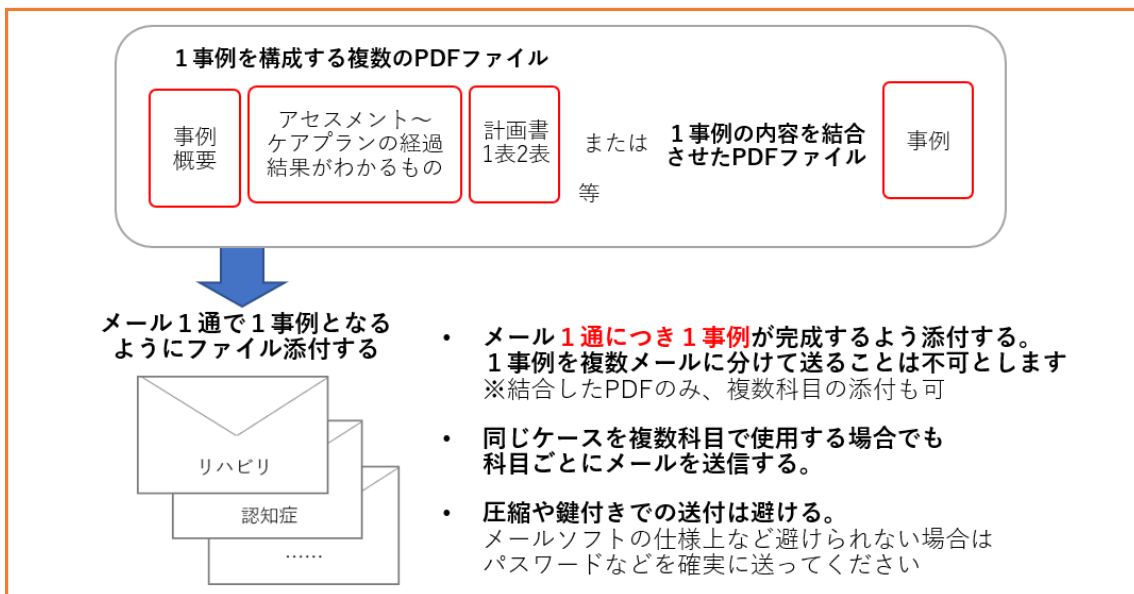 １事例を構成する複数のPDFファイル
事例
概要
アセスメント～
ケアプランの経過
結果がわかるもの
計画書
1表2表
または
等
１事例の内容を結合
させたPDFファイル
事例
メール１通で１事例となる
ようにファイル添付する
リハビリ
認知症
……
• メール１通につき１事例が完成するよう添付する。
１事例を複数メールに分けて送ることは不可とします
※結合したPDFのみ、複数科目の添付も可
• 同じケースを複数科目で使用する場合でも
科目ごとにメールを送信する。
• 圧縮や鍵付きでの送付は避ける。
メールソフトの仕様上など避けられない場合は
パスワードなどを確実に送ってください